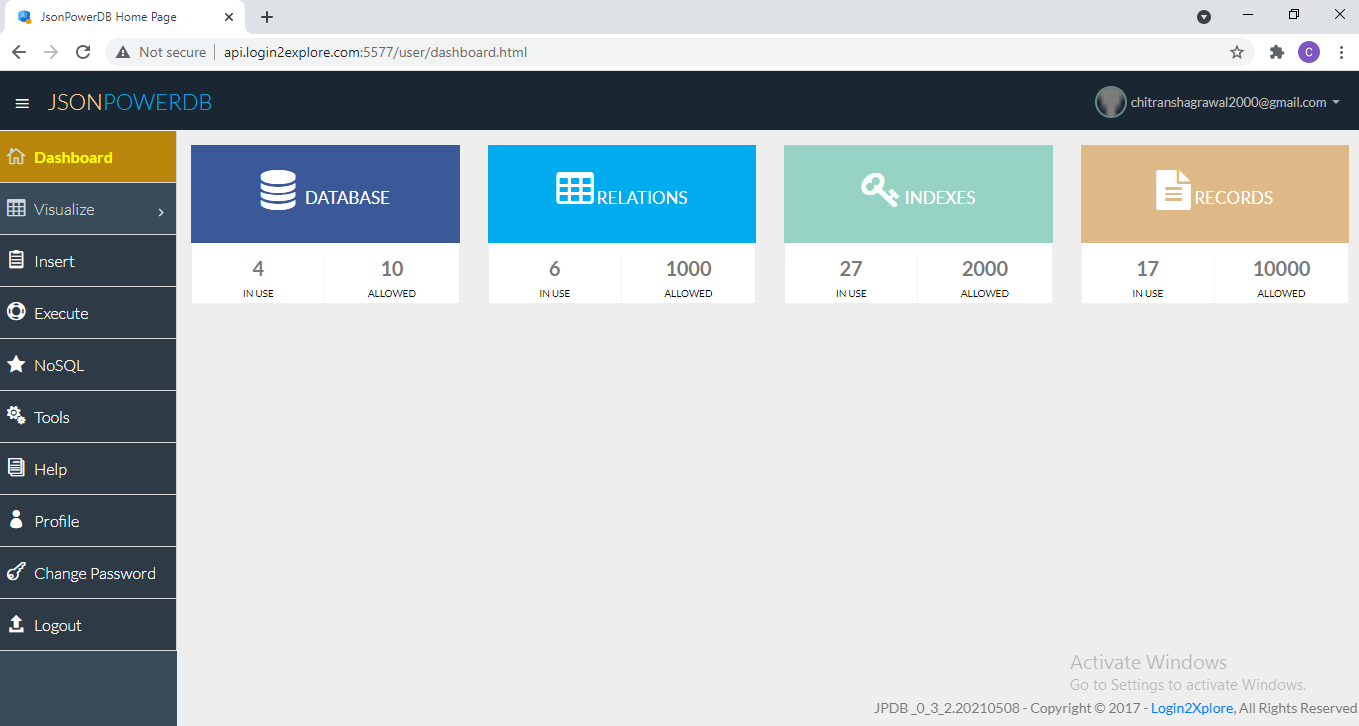 JsonPowerDB Home Page
Not secure | api.login2explore.com:5577/user/dashboard.html
C
JSONPOWERDB
chitranshagrawal2000@gmail.com
Dashboard
Visualize
Insert
Execute
NoSQL
Tools
Help
Profile
Change Password
Logout
DATABASE
4 10
IN USE ALLOWED
RELATIONS
6 1000
IN USE ALLOWED
INDEXES
27 2000
IN USE ALLOWED
RECORDS
17 10000
IN USE ALLOWED
Activate Windows
Go to Settings to activate Windows.
JPDB _0_3_2.20210508 - Copyright © 2017 - Login2Xplore, All Rights Reserved